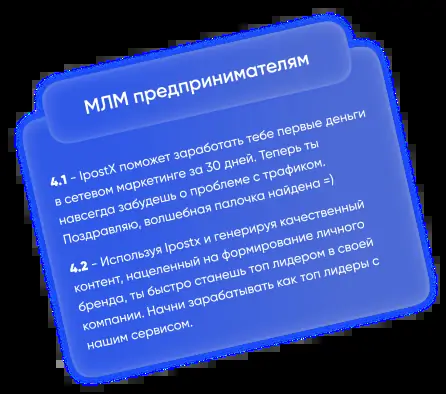 МЛМ предпринимателям
4.1 - IpostX поможет заработать тебе первые деньги
в сетевом маркетинге за 30 дней. Теперь ты
навсегда забудешь о проблеме с трафиком.
Поздравляю, волшебная палочка найдена =)
4.2 - Используя Ipostx и генерируя качественный
контент, нацеленный на формирование личного
бренда, ты быстро станешь топ лидером в своей
компании. Начни зарабатывать как топ лидеры с
нашим сервисом.